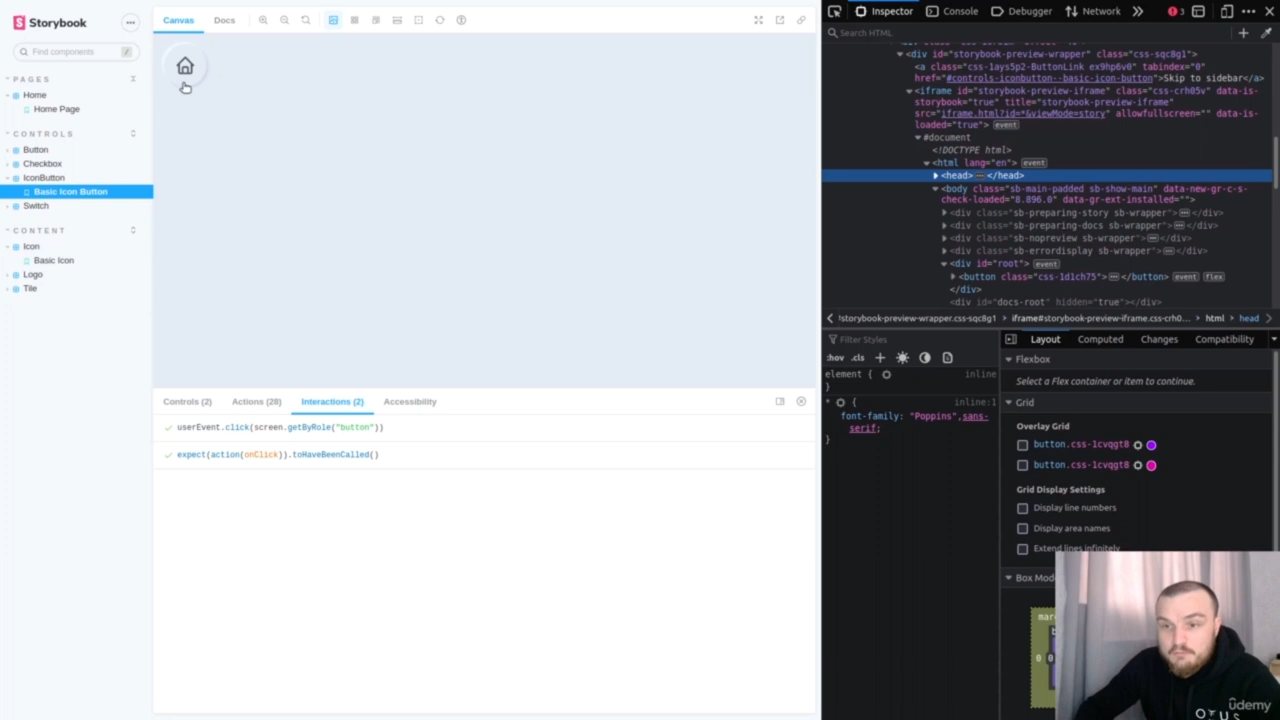 Storybook
Find components
/
PAGES
Home
Home Page
CONTROLS
Button
Checkbox
IconButton
Basic Icon Button
Switch
CONTENT
Icon
Basic Icon
Logo
Tile
Canvas
Docs
Controls (2)
Actions (28)
Interactions (2)
Accessibility
userEvent.click(screen.getByRole("button"))
expect(action(onClick)).toHaveBeenCalled()
Inspector
Console
Debugger
Network
3
Search HTML
<div id="storybook-preview-wrapper" class="css-sqc8g1">
<a class="css-1ays5p2-ButtonLink ex9hp6v0" tabindex="0"
href="#controls-iconbutton--basic-icon-button">Skip to sidebar</a>
<iframe id="storybook-preview-iframe" class="css-crh05v" data-is-
storybook="true" title="storybook-preview-iframe"
src="iframe.html?id=*&viewMode=story" allowfullscreen="" data-is-
loaded="true"> event
#document
<!DOCTYPE html>
<html lang="en"> event
<head> </head>
<body class="sb-main-padded sb-show-main" data-new-gr-c-s-
check-loaded="8.896.0" data-gr-ext-installed="">
<div class="sb-preparing-story sb-wrapper"> </div>
<div class="sb-preparing-docs sb-wrapper"> </div>
<div class="sb-nopreview sb-wrapper"> </div>
<div class="sb-errordisplay sb-wrapper"> </div>
<div id="root"> event
<button class="css-1d1ch75"> </button> event flex
</div>
<div id="docs-root" hidden="true"></div>
!storybook-preview-wrapper.css-sqc8g1
iframe#storybook-preview-iframe.css-crh0...
html
head
Filter Styles
:hov .cls
element { inline
}
* { inline:1
font-family: "Poppins",sans-
serif;
}
Layout
Computed
Changes
Compatibility
Flexbox
Select a Flex container or item to continue.
Grid
Overlay Grid
button.css-1cvqgt8
button.css-1cvqgt8
Grid Display Settings
Display line numbers
Display area names
Extend lines infinitely
Box Mod
mar
b
0 0
udemy